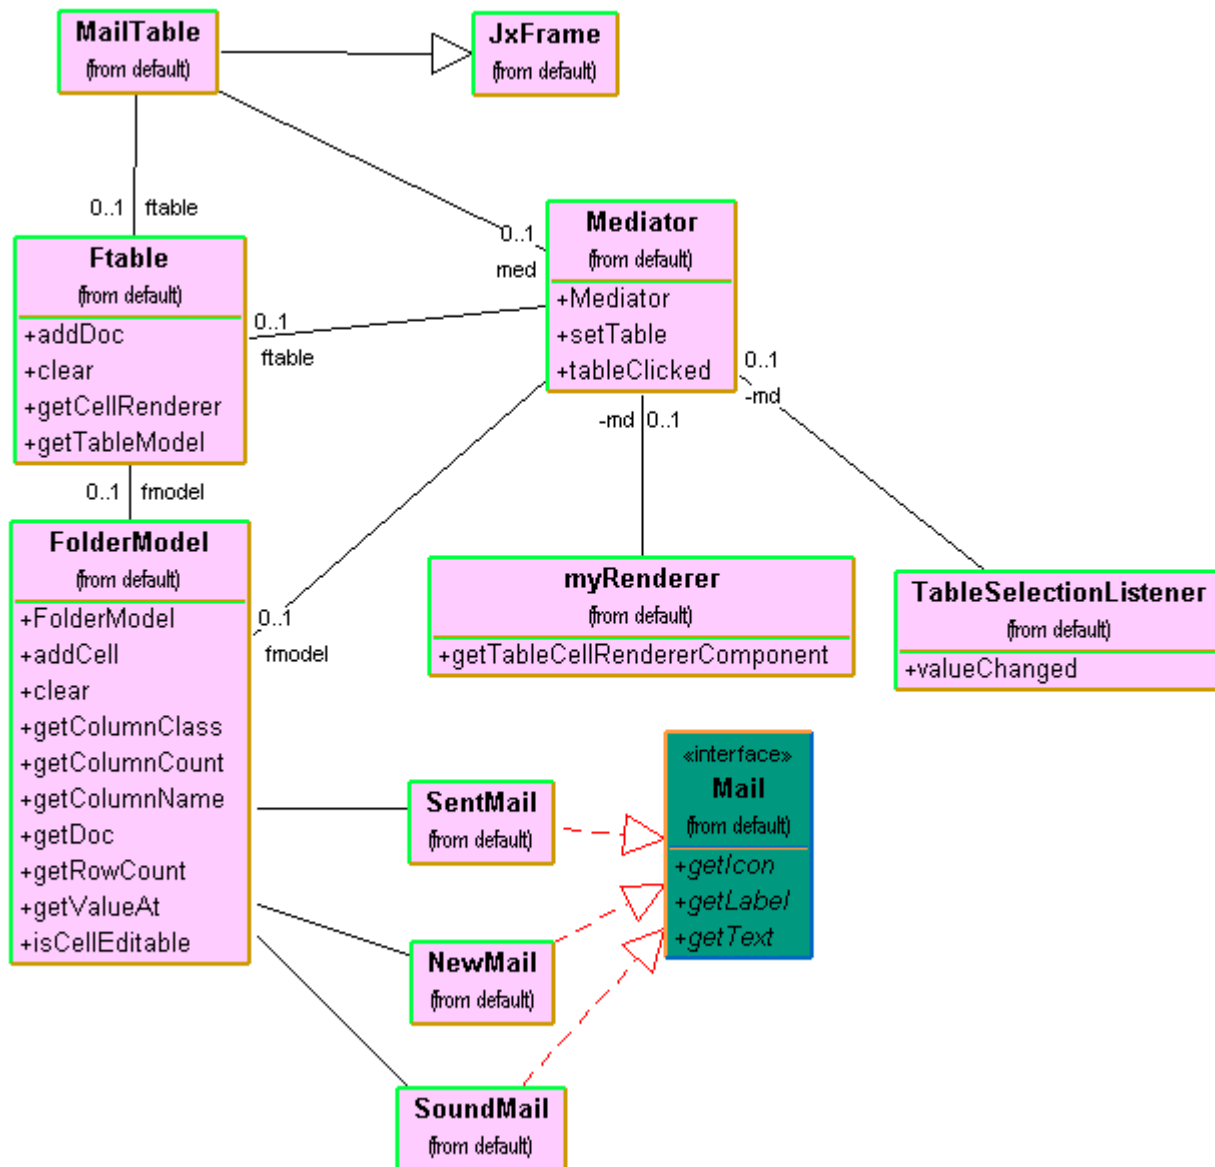 MailTable
(from default)
JxFrame
(from default)
0..1 ftable
0..1
med
Mediator
(from default)
+Mediator
+setTable
+tableClicked
Ftable
(from default)
+addDoc
+clear
+getCellRenderer
+getTableModel
0..1
ftable
0..1
-md
-md 0..1
0..1 fmodel
FolderModel
(from default)
+FolderModel
+addCell
+clear
+getColumnClass
+getColumnCount
+getColumnName
+getDoc
+getRowCount
+getValueAt
+isCellEditable
0..1
fmodel
myRenderer
(from default)
+getTableCellRendererComponent
TableSelectionListener
(from default)
+valueChanged
SentMail
(from default)
«interface»
Mail
(from default)
+getIcon
+getLabel
+getText
NewMail
(from default)
SoundMail
(from default)